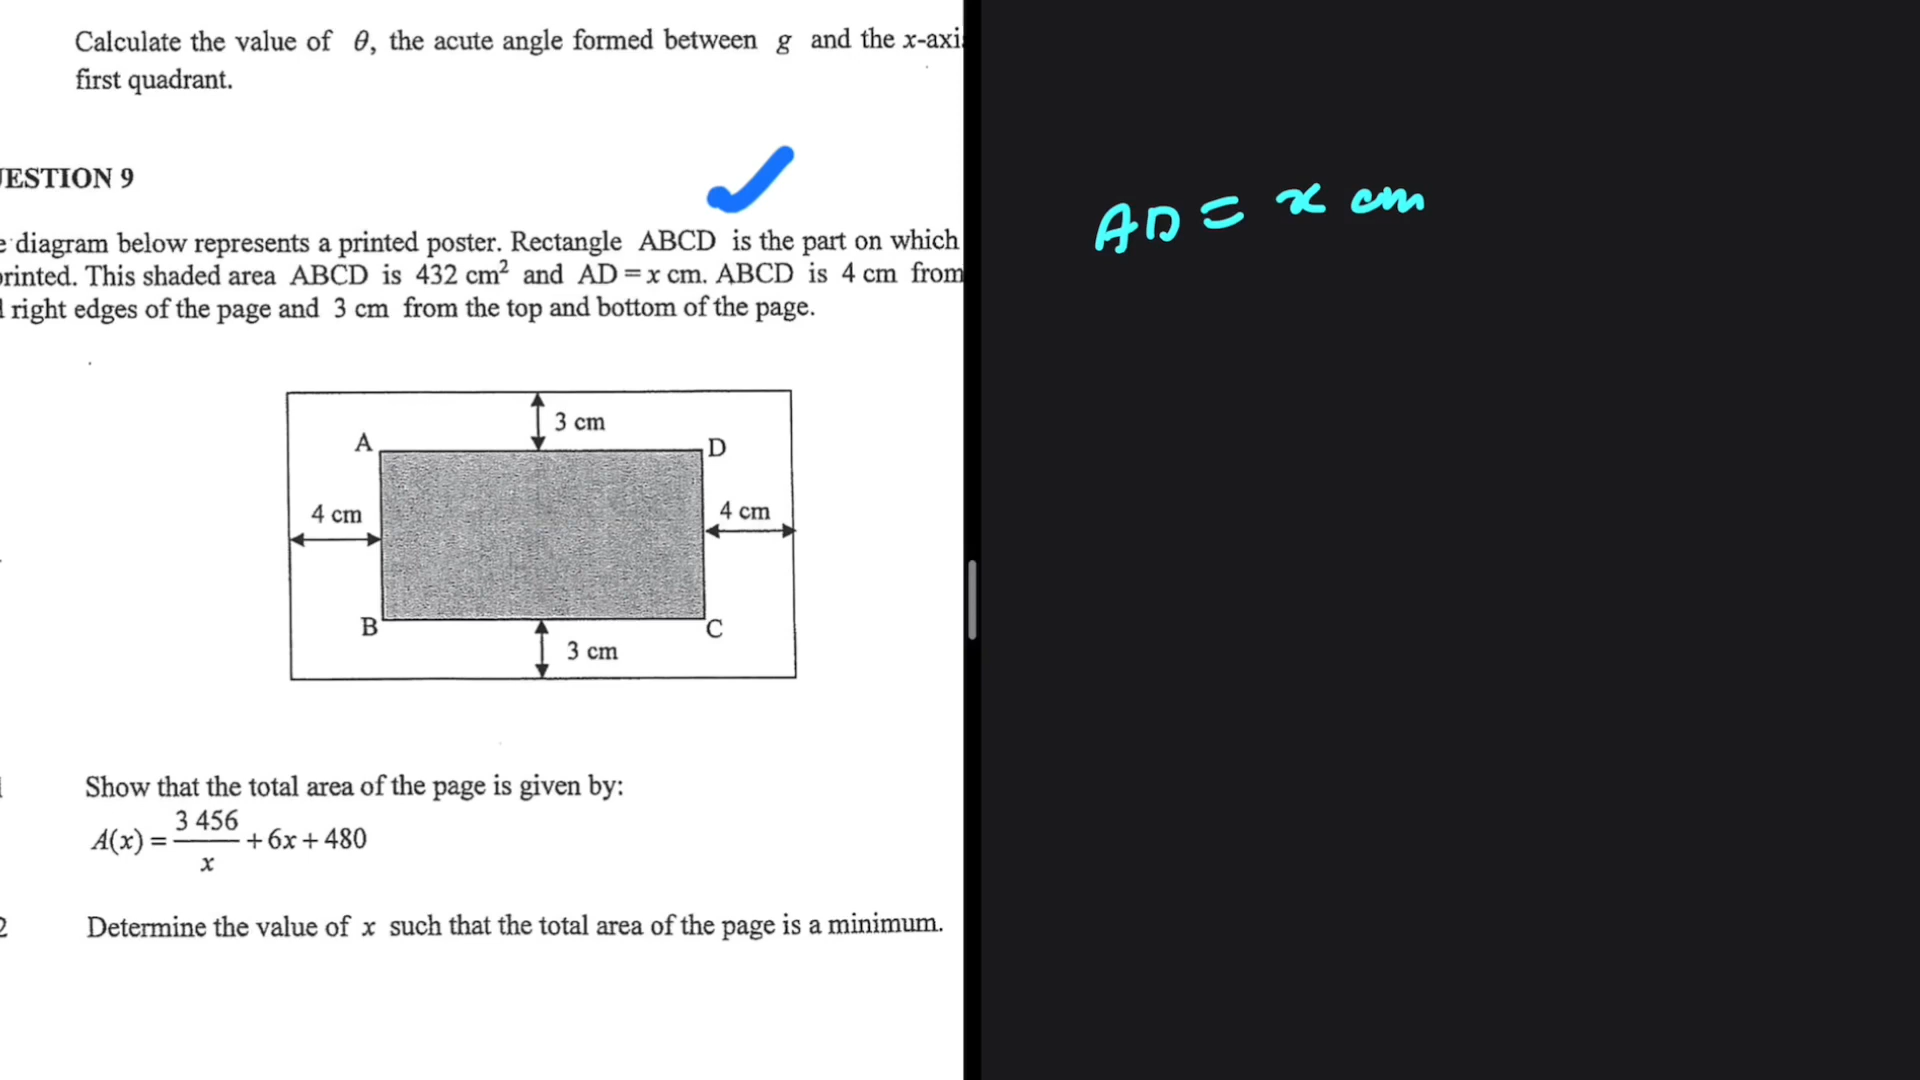 Calculate the value of θ, the acute angle formed between g and the x-axi
first quadrant.
UESTION 9
e diagram below represents a printed poster. Rectangle ABCD is the part on which
printed. This shaded area ABCD is 432 cm² and AD = x cm. ABCD is 4 cm from
right edges of the page and 3 cm from the top and bottom of the page.
3 cm
A
D
4 cm
4 cm
B
C
3 cm
Show that the total area of the page is given by:
A(x) = 3 456/x + 6x + 480
2 Determine the value of x such that the total area of the page is a minimum.
AD = x cm